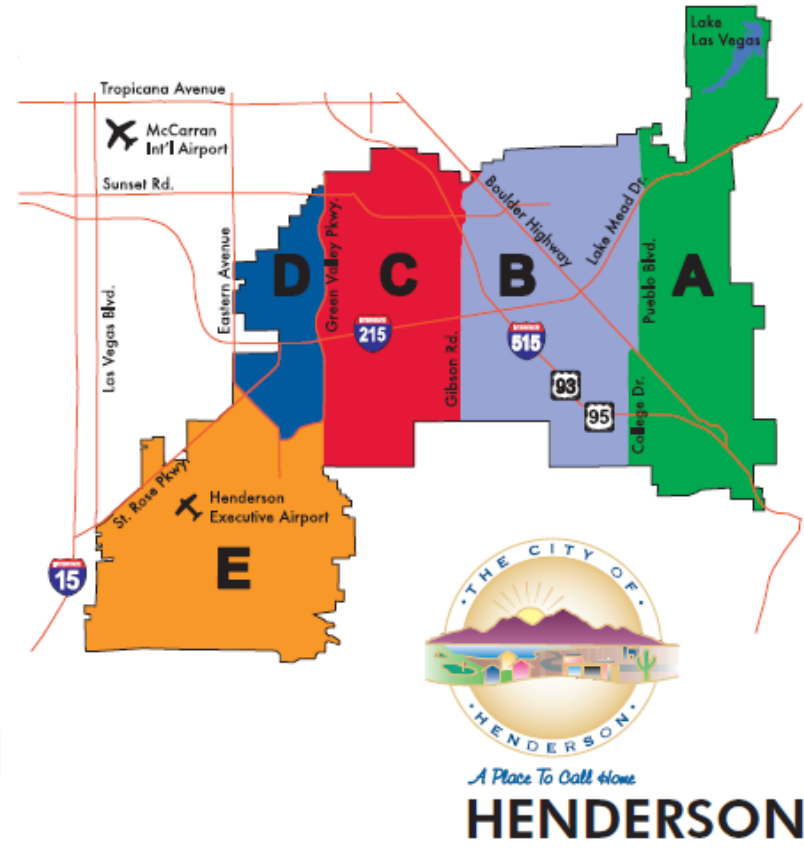 Lake
Las Vegas
Tropicana Avenue
McCarran
Int'l Airport
Sunset Rd.
Boulder Highway
Lake Mead Dr.
Eastern Avenue
Green Valley Pkwy.
Pueblo Blvd.
D
C
B
A
Las Vegas Blvd.
215
515
Gibson Rd.
93
95
College Dr.
St. Rose Pkwy.
Henderson
Executive Airport
E
15
THE CITY OF
HENDERSON
A Place To Call Home
HENDERSON